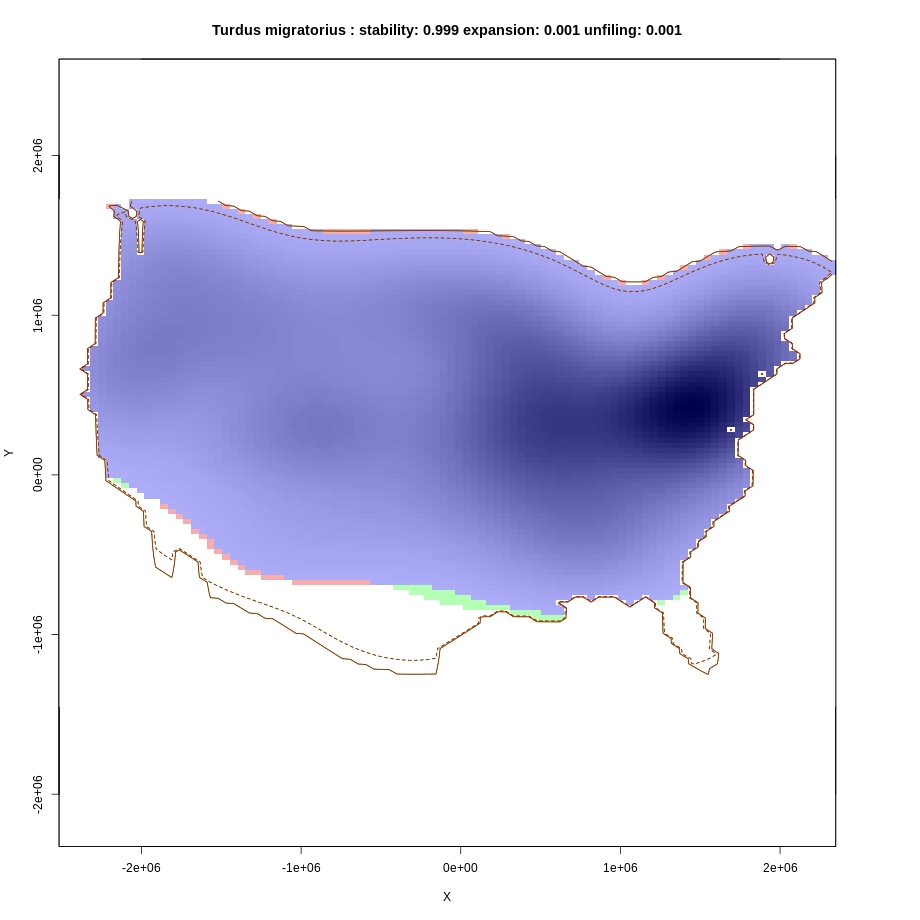 Turdus migratorius : stability: 0.999 expansion: 0.001 unfiling: 0.001
2e+06
1e+06
Y
0e+00
-1e+06
-2e+06
-2e+06 -1e+06 0e+00 1e+06 2e+06
X